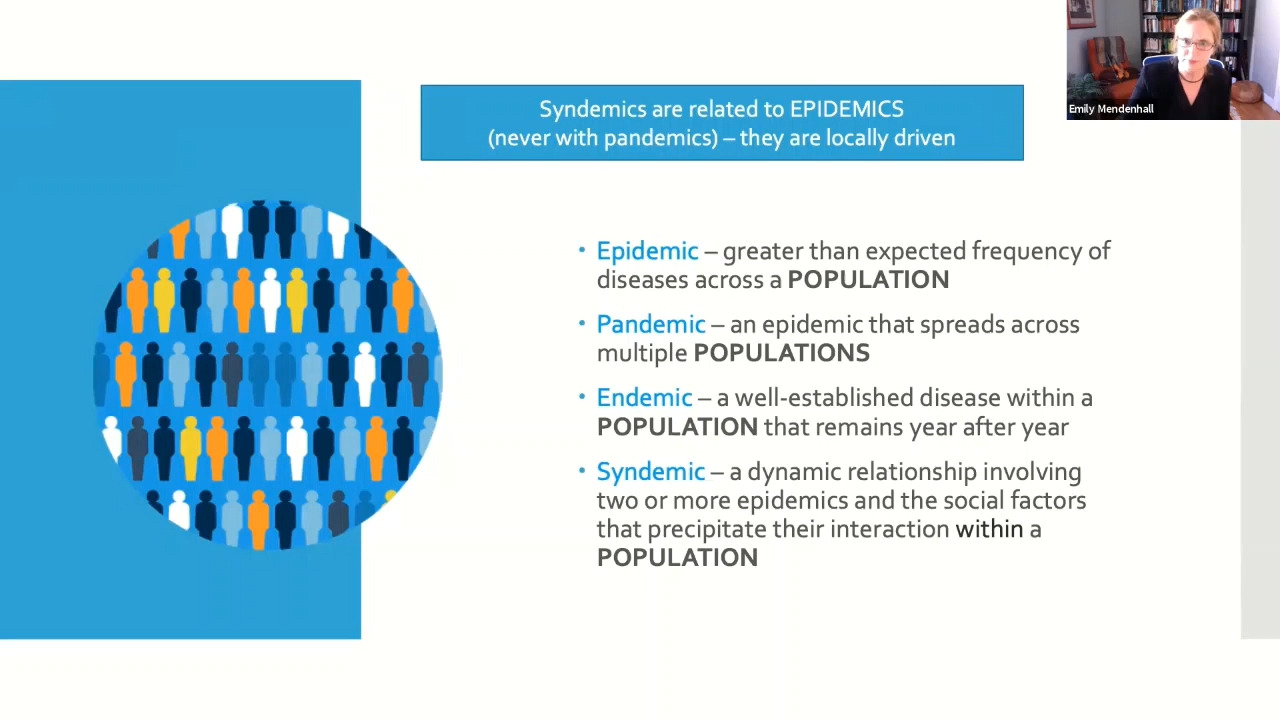 Syndemics are related to EPIDEMICS
(never with pandemics) – they are locally driven
Emily Mendenhall
• Epidemic – greater than expected frequency of
diseases across a POPULATION
• Pandemic – an epidemic that spreads across
multiple POPULATIONS
• Endemic – a well-established disease within a
POPULATION that remains year after year
• Syndemic – a dynamic relationship involving
two or more epidemics and the social factors
that precipitate their interaction within a
POPULATION